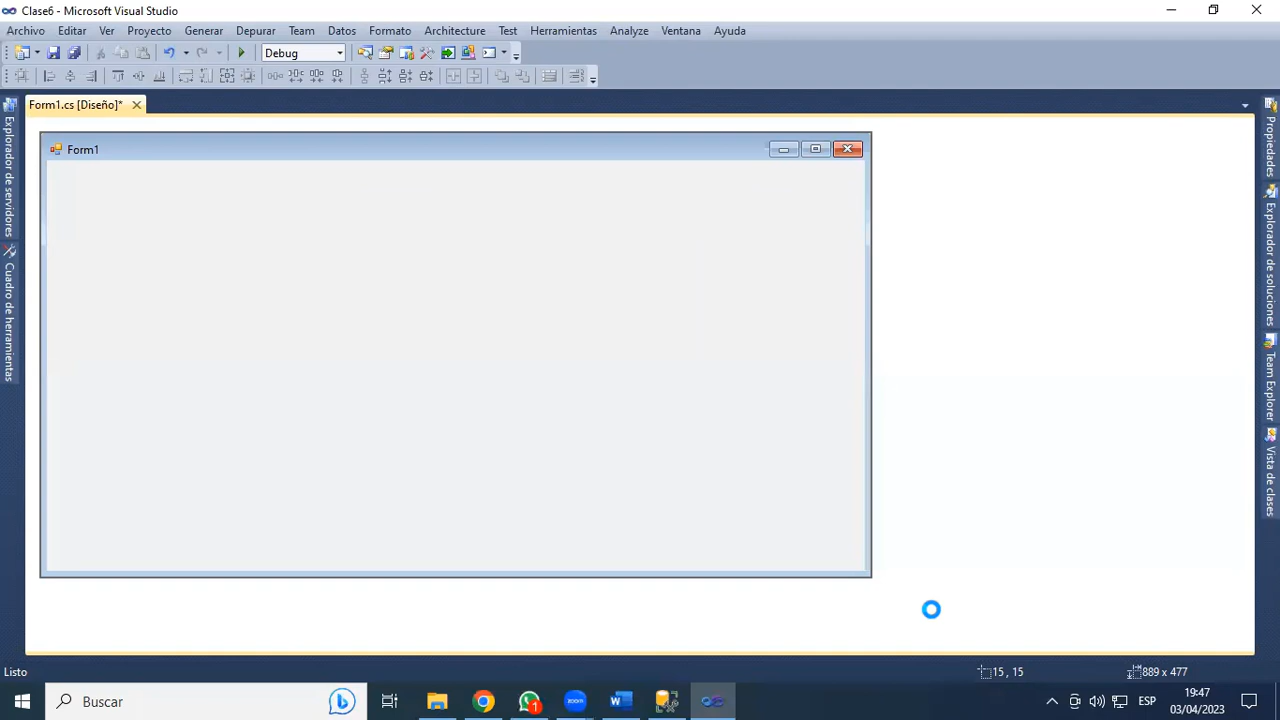 Clase6 - Microsoft Visual Studio
Archivo Editar Ver Proyecto Generar Depurar Team Datos Formato Architecture Test Herramientas Analyze Ventana Ayuda
Debug
Form1.cs [Diseño]*
Form1
Explorador de servidores
Cuadro de herramientas
Propiedades
Explorador de soluciones
Team Explorer
Vista de clases
Listo
15 , 15
889 x 477
Buscar
zoom
1
ESP
19:47
03/04/2023